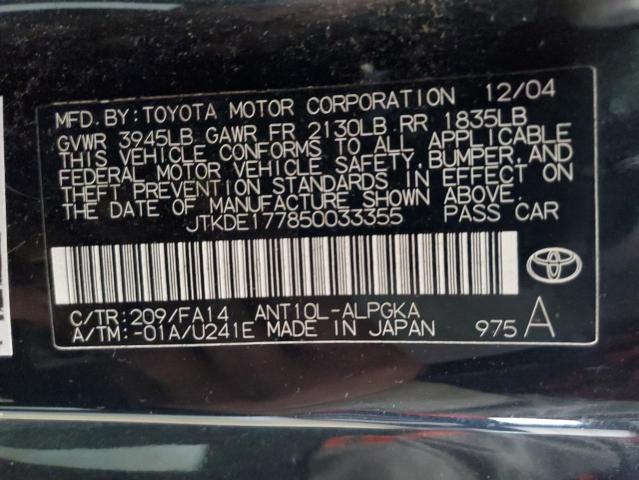 MFD. BY: TOYOTA MOTOR CORPORATION 12/04
GVWR 3945LB GAWR FR 2130LB RR 1835LB
THIS VEHICLE CONFORMS TO ALL APPLICABLE
FEDERAL MOTOR VEHICLE SAFETY, BUMPER, AND
THEFT PREVENTION STANDARDS IN EFFECT ON
THE DATE OF MANUFACTURE SHOWN ABOVE.
JTKDE177850033355 PASS CAR
C/TR: 209/FA14 ANT10L-ALPGKA
A/TM: -01A/U241E MADE IN JAPAN 975 A